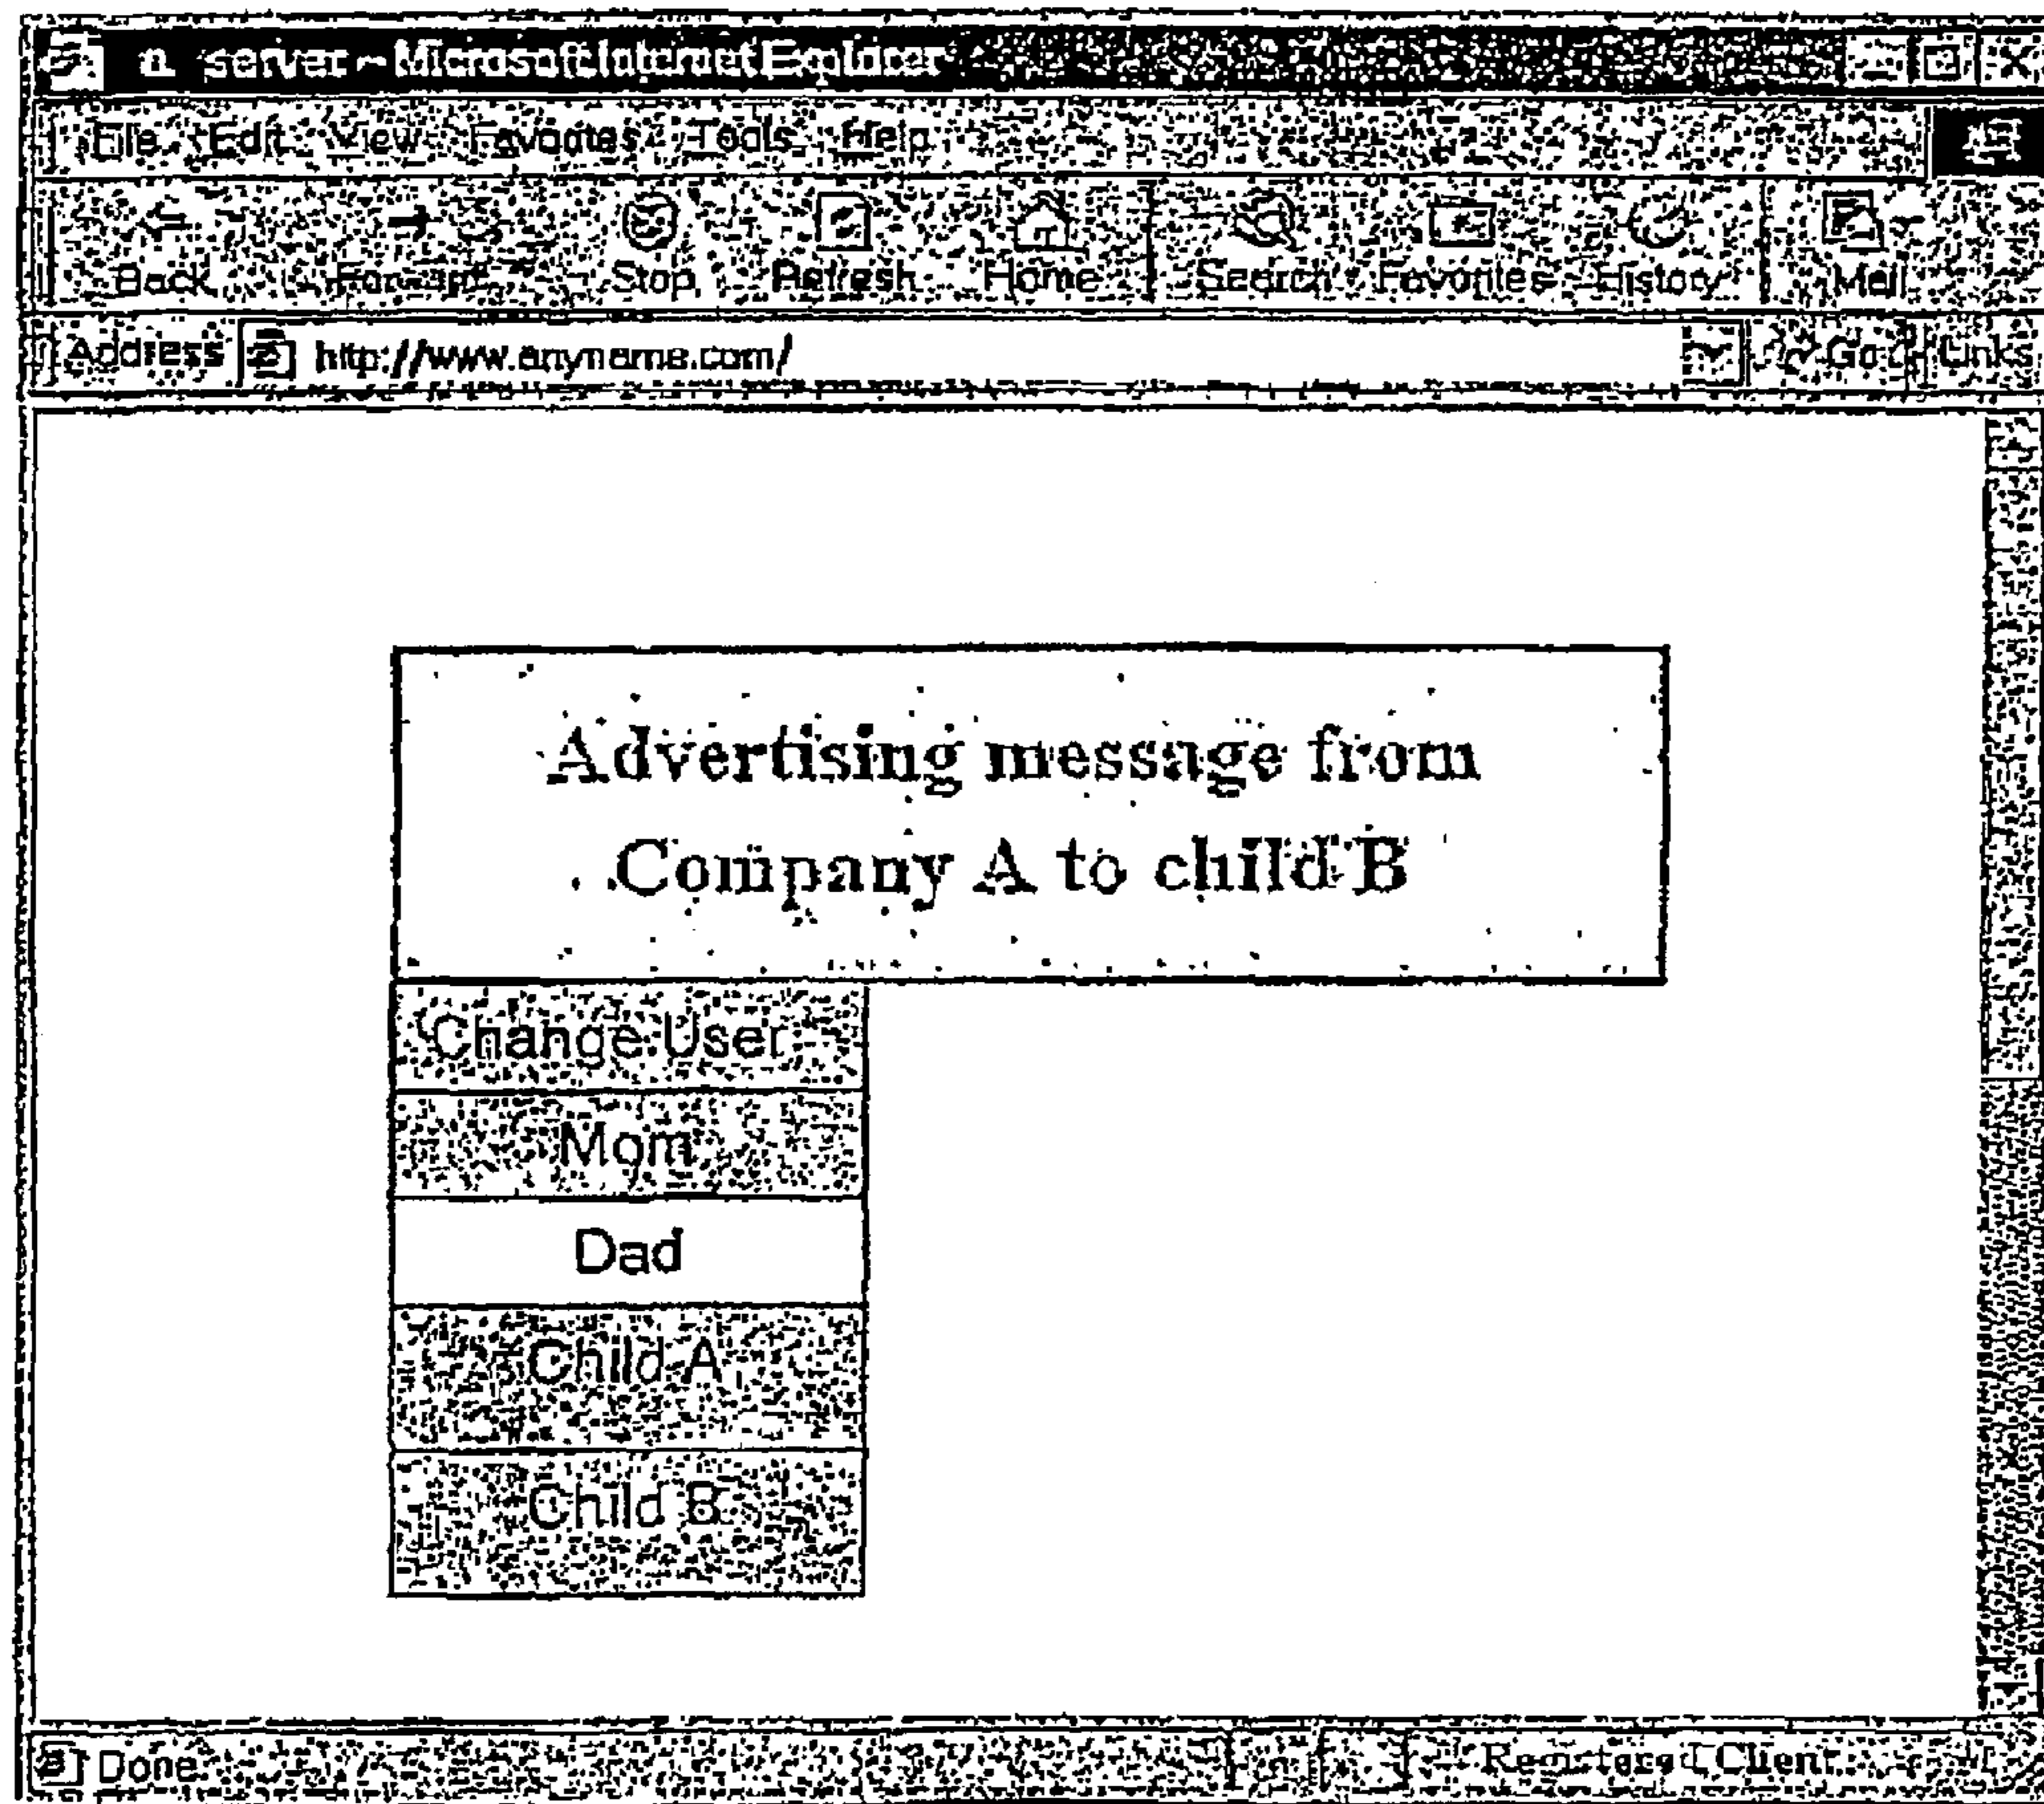 n server - Microsoft Internet Explorer
File Edit View Favorites Tools Help
Back Forward Stop Refresh Home Search Favorites History Mail
Address http://www.anyname.com/ Go Links
Advertising message from
Company A to child B
Change User
Mom
Dad
Child A
Child B
Done Registered Client